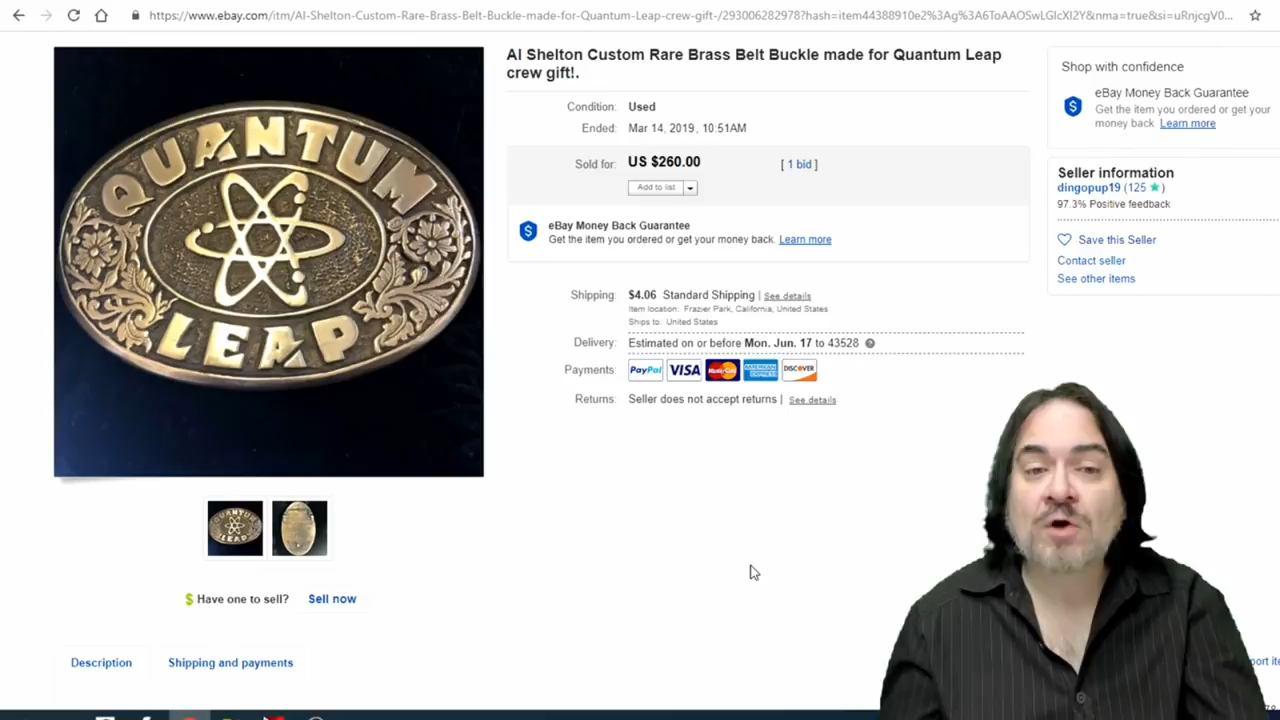 https://www.ebay.com/itm/Al-Shelton-Custom-Rare-Brass-Belt-Buckle-made-for-Quantum-Leap-crew-gift-/293006282978?hash=item44388910e2%3Ag%3A6ToAAOSwLGlcXl2Y&nma=true&si=uRnjcgV0...
QUANTUM
LEAP
Al Shelton Custom Rare Brass Belt Buckle made for Quantum Leap
crew gift!.
Condition: Used
Ended: Mar 14, 2019 , 10:51AM
Sold for: US $260.00 [ 1 bid ]
Add to list
eBay Money Back Guarantee
Get the item you ordered or get your money back. Learn more
Shipping: $4.06 Standard Shipping | See details
Item location: Frazier Park, California, United States
Ships to: United States
Delivery: Estimated on or before Mon. Jun. 17 to 43528
Payments: PayPal VISA MasterCard AMERICAN EXPRESS DISCOVER
Returns: Seller does not accept returns | See details
Shop with confidence
eBay Money Back Guarantee
Get the item you ordered or get your
money back. Learn more
Seller information
dingopup19 (125 )
97.3% Positive feedback
Save this Seller
Contact seller
See other items
QUANTUM
LEAP
$ Have one to sell? Sell now
Description Shipping and payments